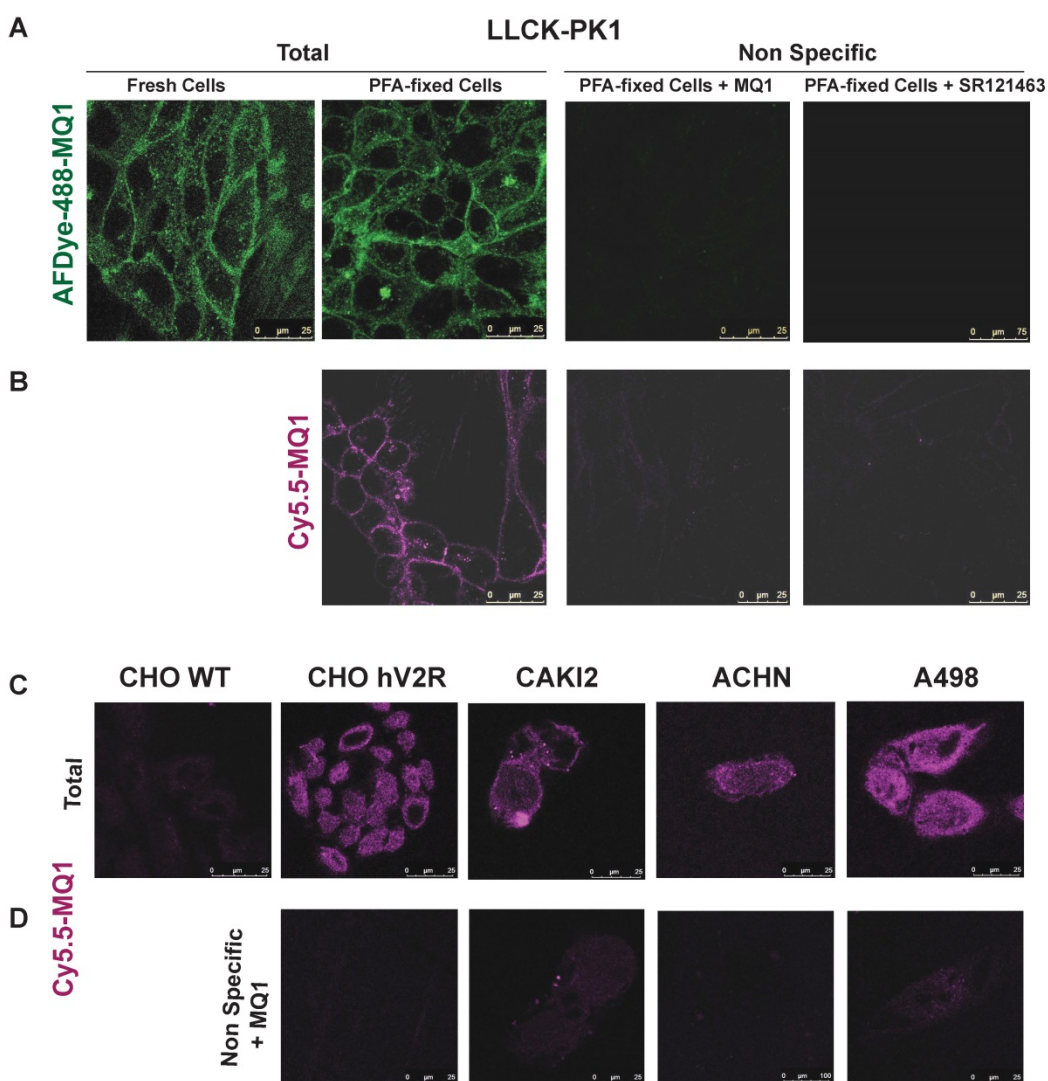 A
LLCK-PK1
Total
Non Specific
Fresh Cells
PFA-fixed Cells
PFA-fixed Cells + MQ1
PFA-fixed Cells + SR121463
AFDye-488-MQ1
0 µm 25
0 µm 25
0 µm 25
0 µm 75
B
Cy5.5-MQ1
0 µm 25
0 µm 25
0 µm 25
C
CHO WT
CHO hV2R
CAKI2
ACHN
A498
Total
0 µm 25
0 µm 25
0 µm 25
0 µm 25
0 µm 25
Cy5.5-MQ1
D
Non Specific
+ MQ1
0 µm 25
0 µm 25
0 µm 100
0 µm 25